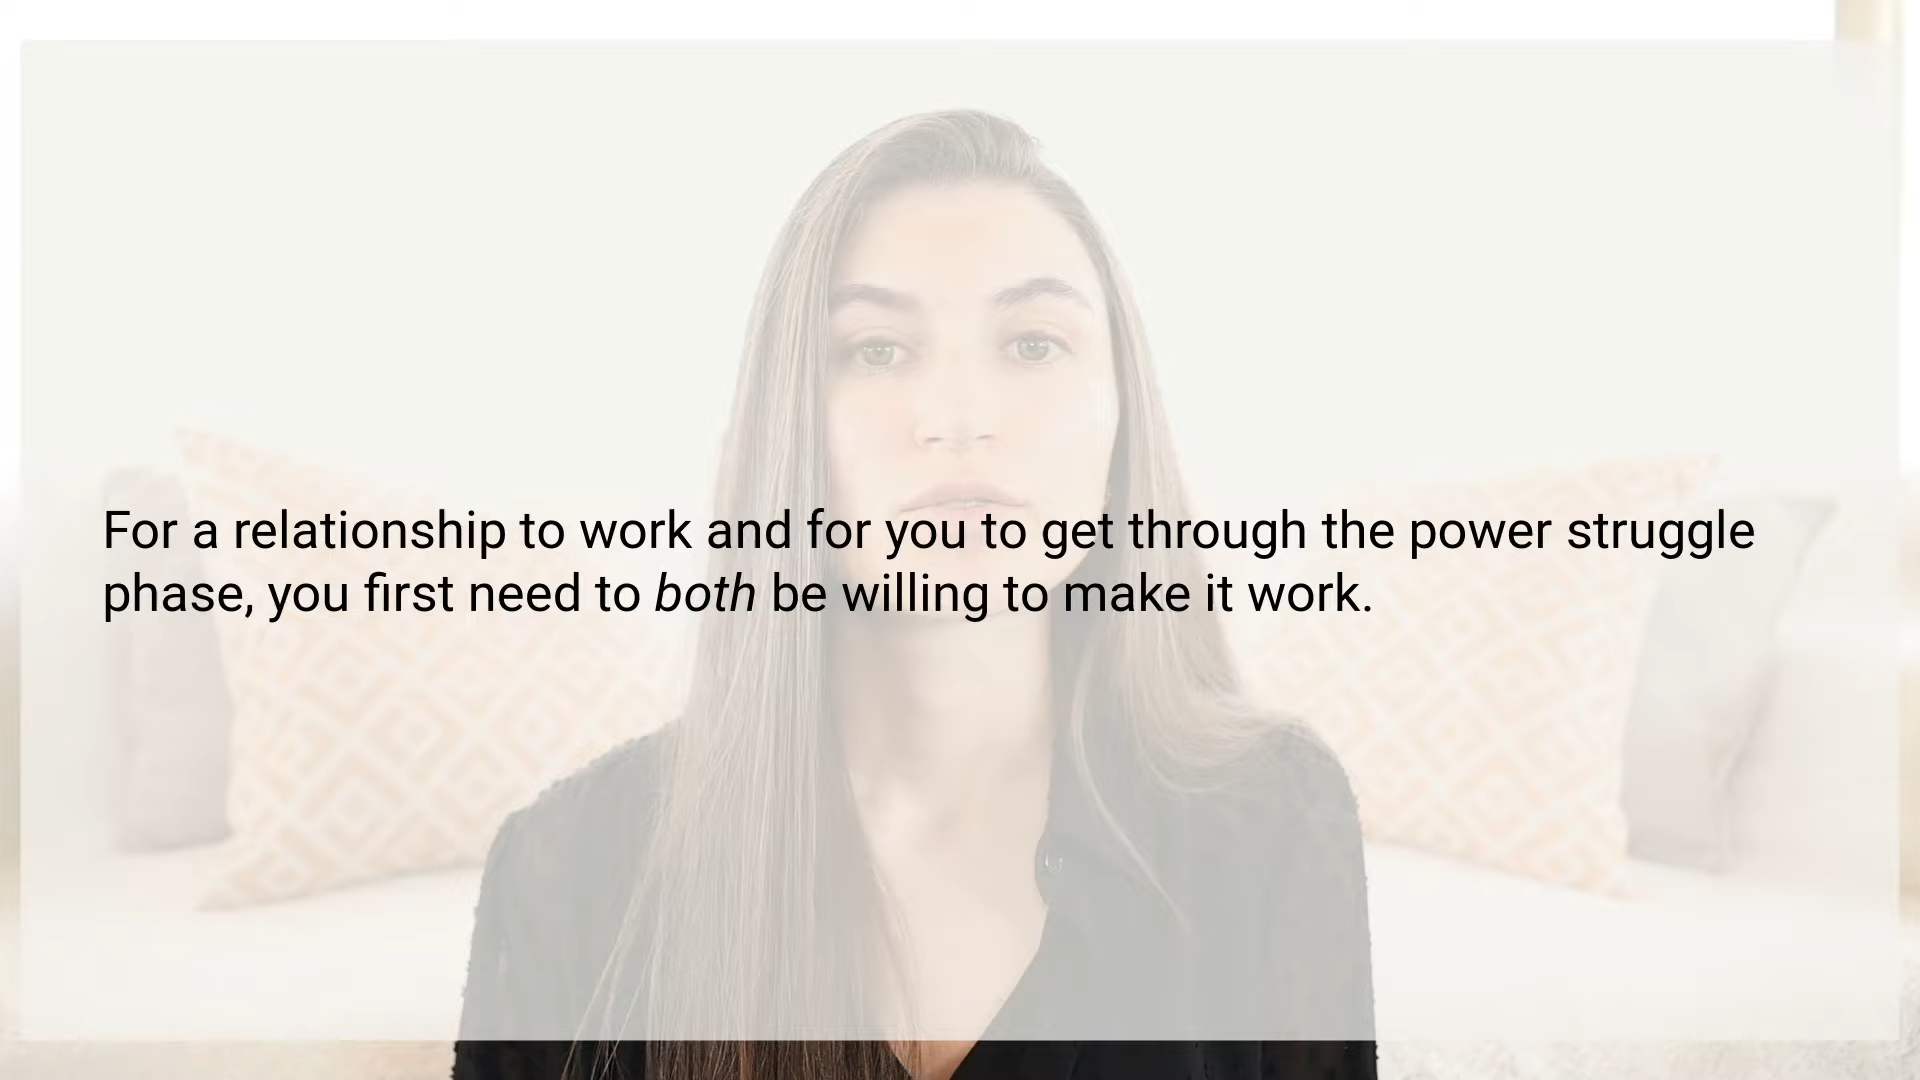 For a relationship to work and for you to get through the power struggle
phase, you first need to both be willing to make it work.